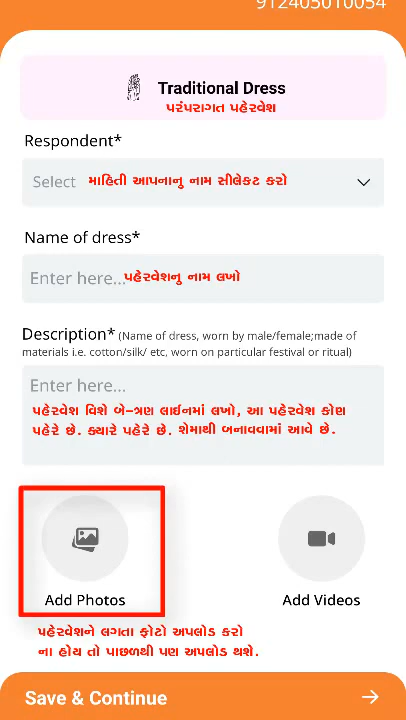 912405010054
Traditional Dress
પરંપરાગત પહેરવેશ
Respondent*
Select માહિતી આપનાનુ નામ સીલેકટ કરો
Name of dress*
Enter here...પહેરવેશનુ નામ લખો
Description* (Name of dress, worn by male/female;made of
materials i.e. cotton/silk/ etc, worn on particular festival or ritual)
Enter here...
પહેરવેશ વિશે બે-ત્રણ લાઈનમાં લખો, આ પહેરવેશ કોણ
પહેરે છે. ક્યારે પહેરે છે. શેમાથી બનાવવામાં આવે છે.
Add Photos
Add Videos
પહેરવેશને લગતા ફોટો અપલોડ કરો
ના હોય તો પાછળથી પણ અપલોડ થશે.
Save & Continue